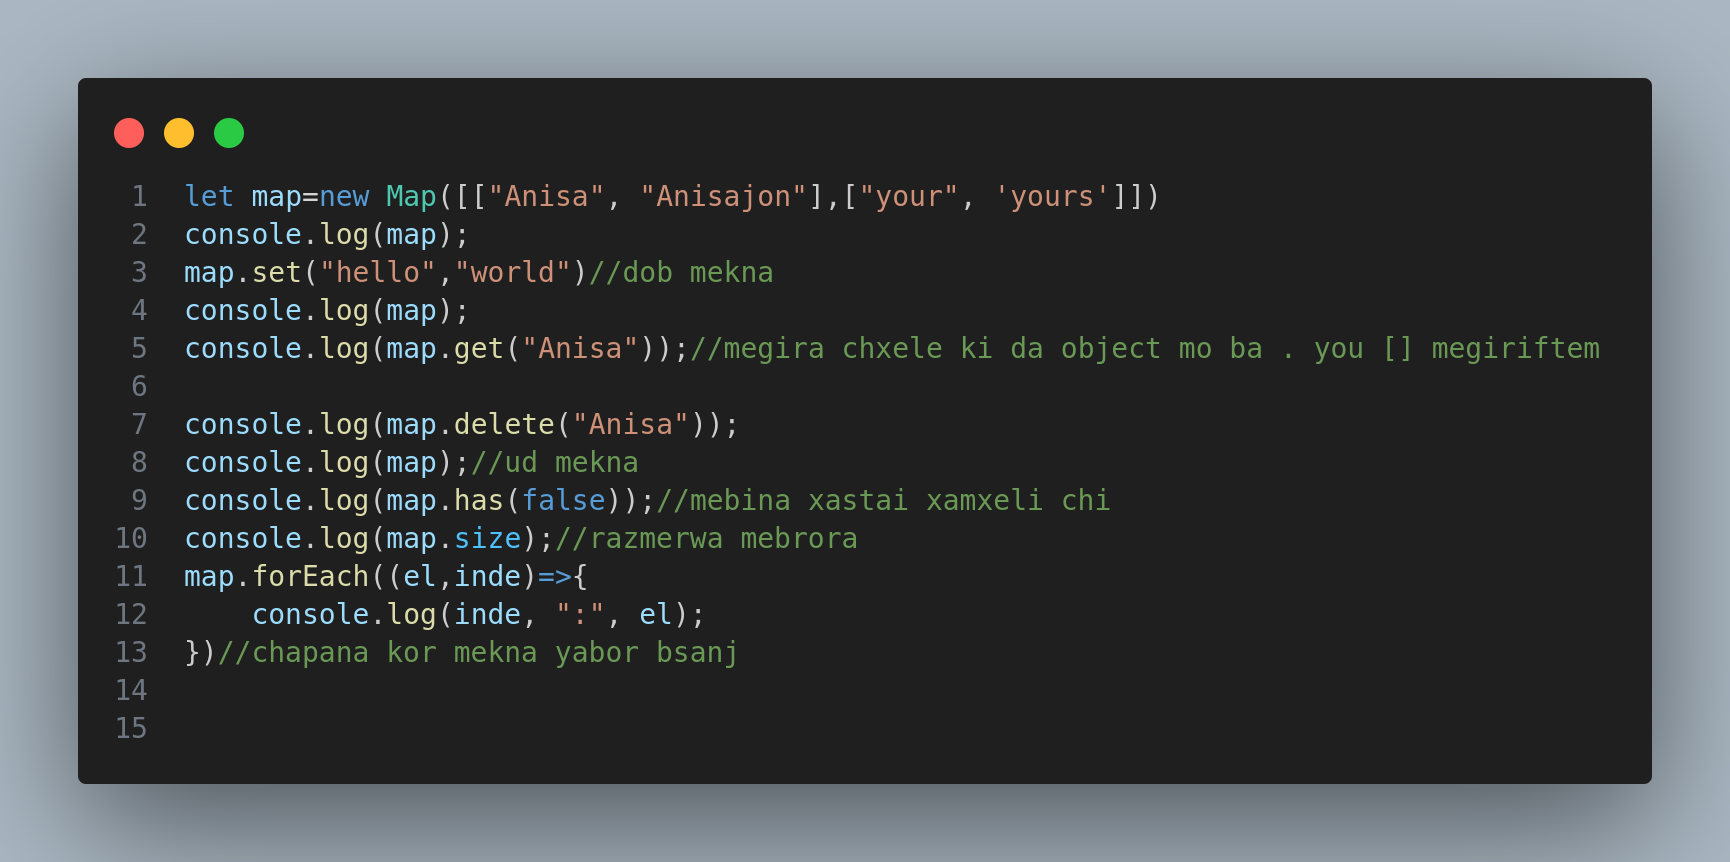 1 let map=new Map([["Anisa", "Anisajon"],["your", 'yours']])
2 console.log(map);
3 map.set("hello","world")//dob mekna
4 console.log(map);
5 console.log(map.get("Anisa"));//megira chxele ki da object mo ba . you [] megiriftem
6
7 console.log(map.delete("Anisa"));
8 console.log(map);//ud mekna
9 console.log(map.has(false));//mebina xastai xamxeli chi
10 console.log(map.size);//razmerwa mebrora
11 map.forEach((el,inde)=>{
12     console.log(inde, ":", el);
13 })//chapana kor mekna yabor bsanj
14
15